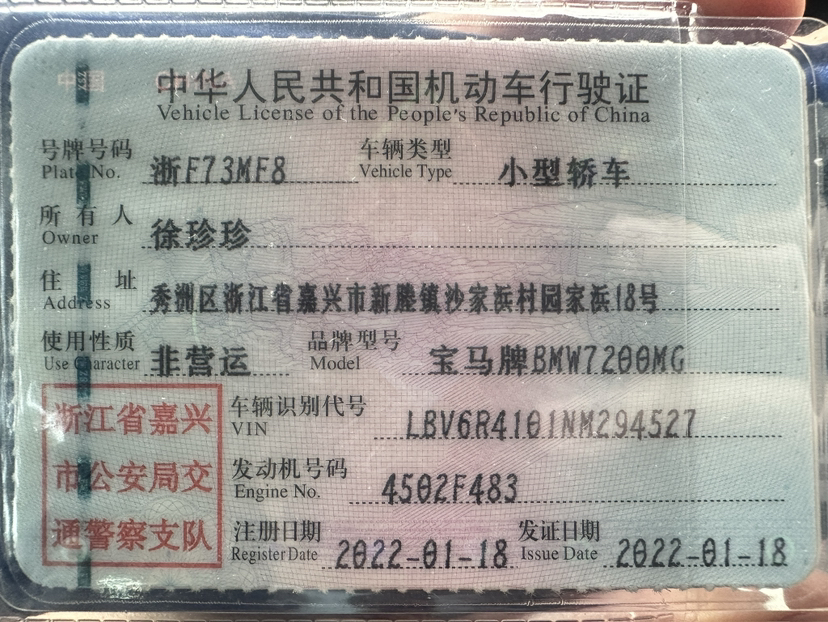 中华人民共和国机动车行驶证
Vehicle License of the People's Republic of China
号牌号码 浙F73MF8 车辆类型 小型轿车
Plate No. Vehicle Type
所有人 徐珍珍
Owner
住址 秀洲区浙江省嘉兴市新塍镇沙家浜村园家浜18号
Address
使用性质 非营运 品牌型号 宝马牌BMW7200MG
Use Character Model
浙江省嘉兴 车辆识别代号 LBV6R4101NM294527
VIN
市公安局交 发动机号码 4502F483
Engine No.
通警察支队 注册日期 2022-01-18 发证日期 2022-01-18
Register Date Issue Date